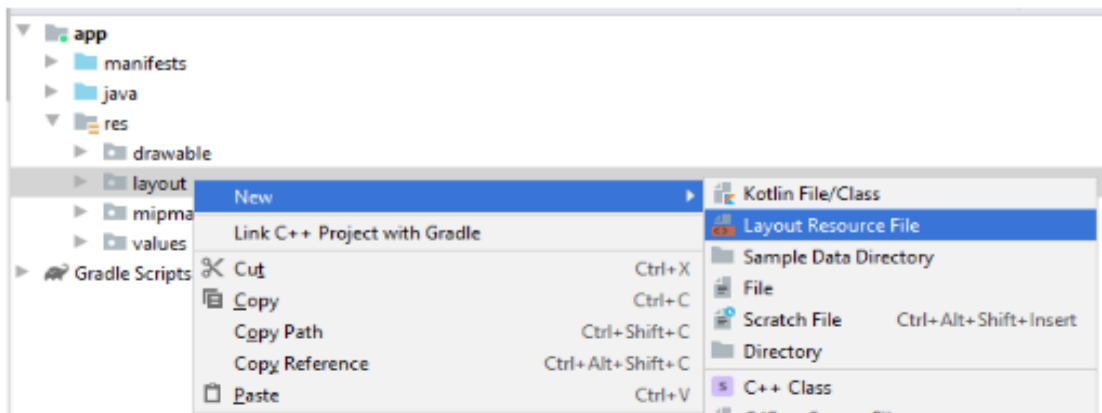 app
manifests
java
res
drawable
layout
mipma
values
Gradle Scripts
New
Link C++ Project with Gradle
Cut Ctrl+X
Copy Ctrl+C
Copy Path Ctrl+Shift+C
Copy Reference Ctrl+Alt+Shift+C
Paste Ctrl+V
Kotlin File/Class
Layout Resource File
Sample Data Directory
File
Scratch File Ctrl+Alt+Shift+Insert
Directory
S C++ Class